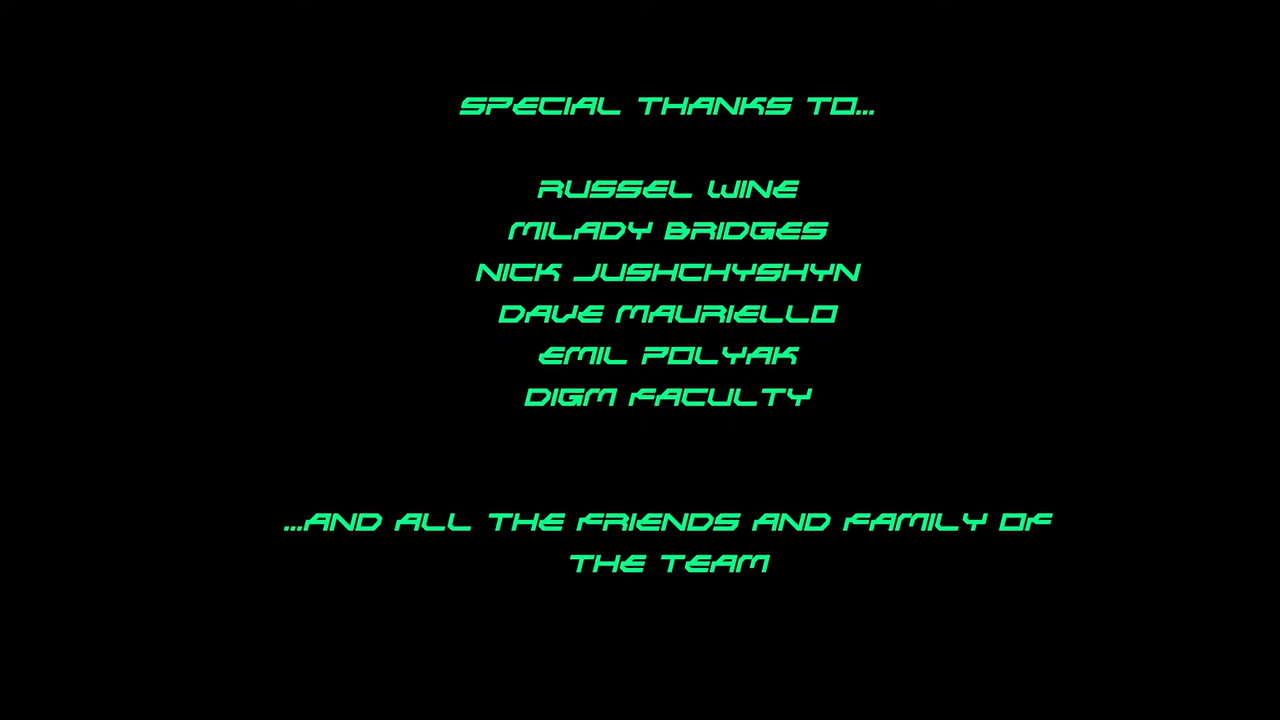 SPECIAL THANKS TO...
RUSSEL WINE
MILADY BRIDGES
NICK JUSHCHYSHYN
DAVE MAURIELLO
EMIL POLYAK
DIGM FACULTY
...AND ALL THE FRIENDS AND FAMILY OF
THE TEAM